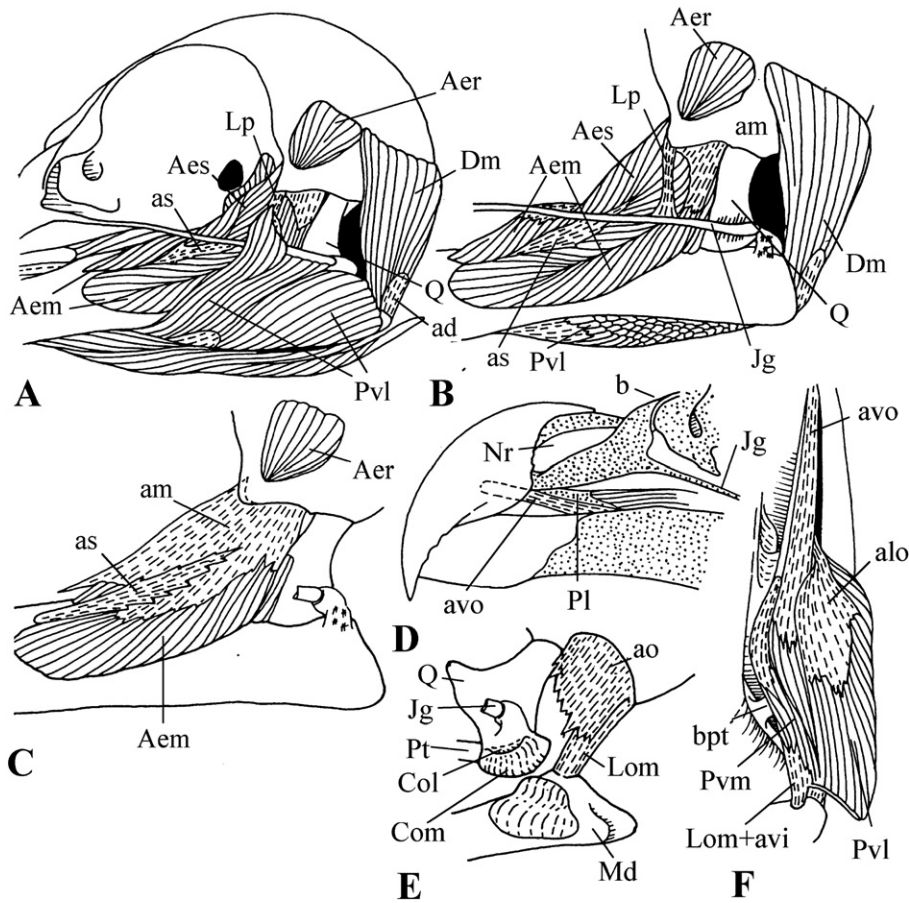 Aer
Lp
Aes
as
Dm
Aem
Q
ad
Pvl
A
Aer
Lp
am
Aes
Aem
Dm
Q
as
Pvl
Jg
B
Aer
am
as
Aem
C
b
Nr
Jg
avo
Pl
D
ao
Q
Jg
Pt
Col
Lom
Com
Md
E
avo
alo
bpt
Pvm
Lom+avi
Pvl
F